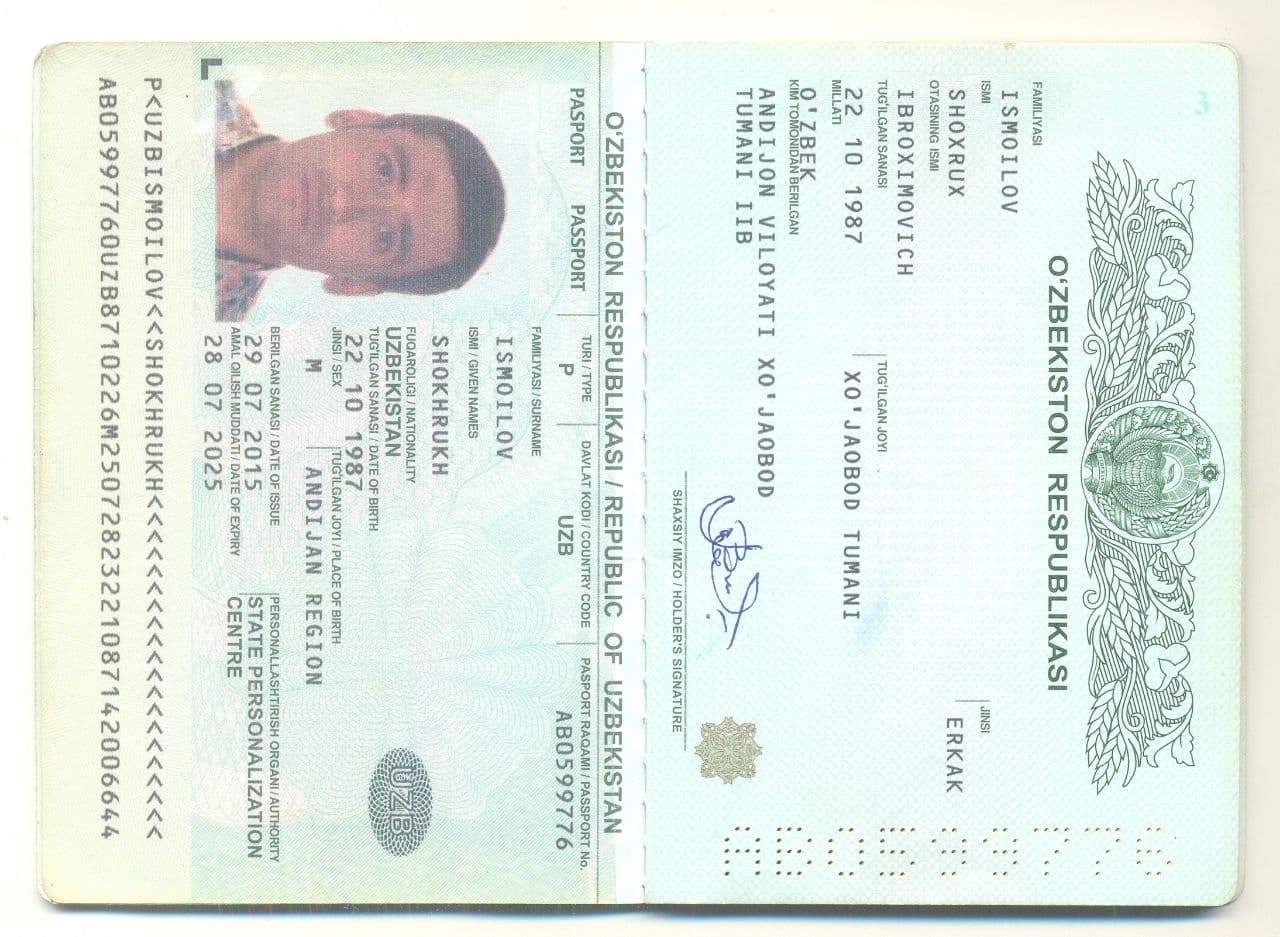 O‘ZBEKISTON RESPUBLIKASI
FAMILIYASI
ISMOILOV
ISMI
SHOXRUX
JINSI
ERKAK
OTASINING ISMI
IBROXIMOVICH
TUG‘ILGAN SANASI
22 10 1987
TUG‘ILGAN JOYI
XO'JAOBOD TUMANI
MILLATI
O'ZBEK
KIM TOMONIDAN BERILGAN
ANDIJON VILOYATI XO'JAOBOD
TUMANI IIB
SHAXSIY IMZO / HOLDER'S SIGNATURE
AB0599776
O‘ZBEKISTON RESPUBLIKASI / REPUBLIC OF UZBEKISTAN
PASPORT PASSPORT
TURI / TYPE
P
DAVLAT KODI / COUNTRY CODE
UZB
PASPORT RAQAMI / PASSPORT No.
AB0599776
FAMILIYASI / SURNAME
ISMOILOV
ISMI / GIVEN NAMES
SHOKHRUKH
FUQAROLIGI / NATIONALITY
UZBEKISTAN
UZB
TUG‘ILGAN SANASI / DATE OF BIRTH
22 10 1987
JINSI / SEX
M
TUG‘ILGAN JOYI / PLACE OF BIRTH
ANDIJAN REGION
BERILGAN SANASI / DATE OF ISSUE
29 07 2015
PERSONALLASHTIRISH ORGANI / AUTHORITY
STATE PERSONALIZATION
CENTRE
AMAL QILISH MUDDATI / DATE OF EXPIRY
28 07 2025
P<UZBISMOILOV<<SHOKHRUKH<<<<<<<<<<<<<<<<<<<<
AB05997760UZB8710226M25072823221087142006644